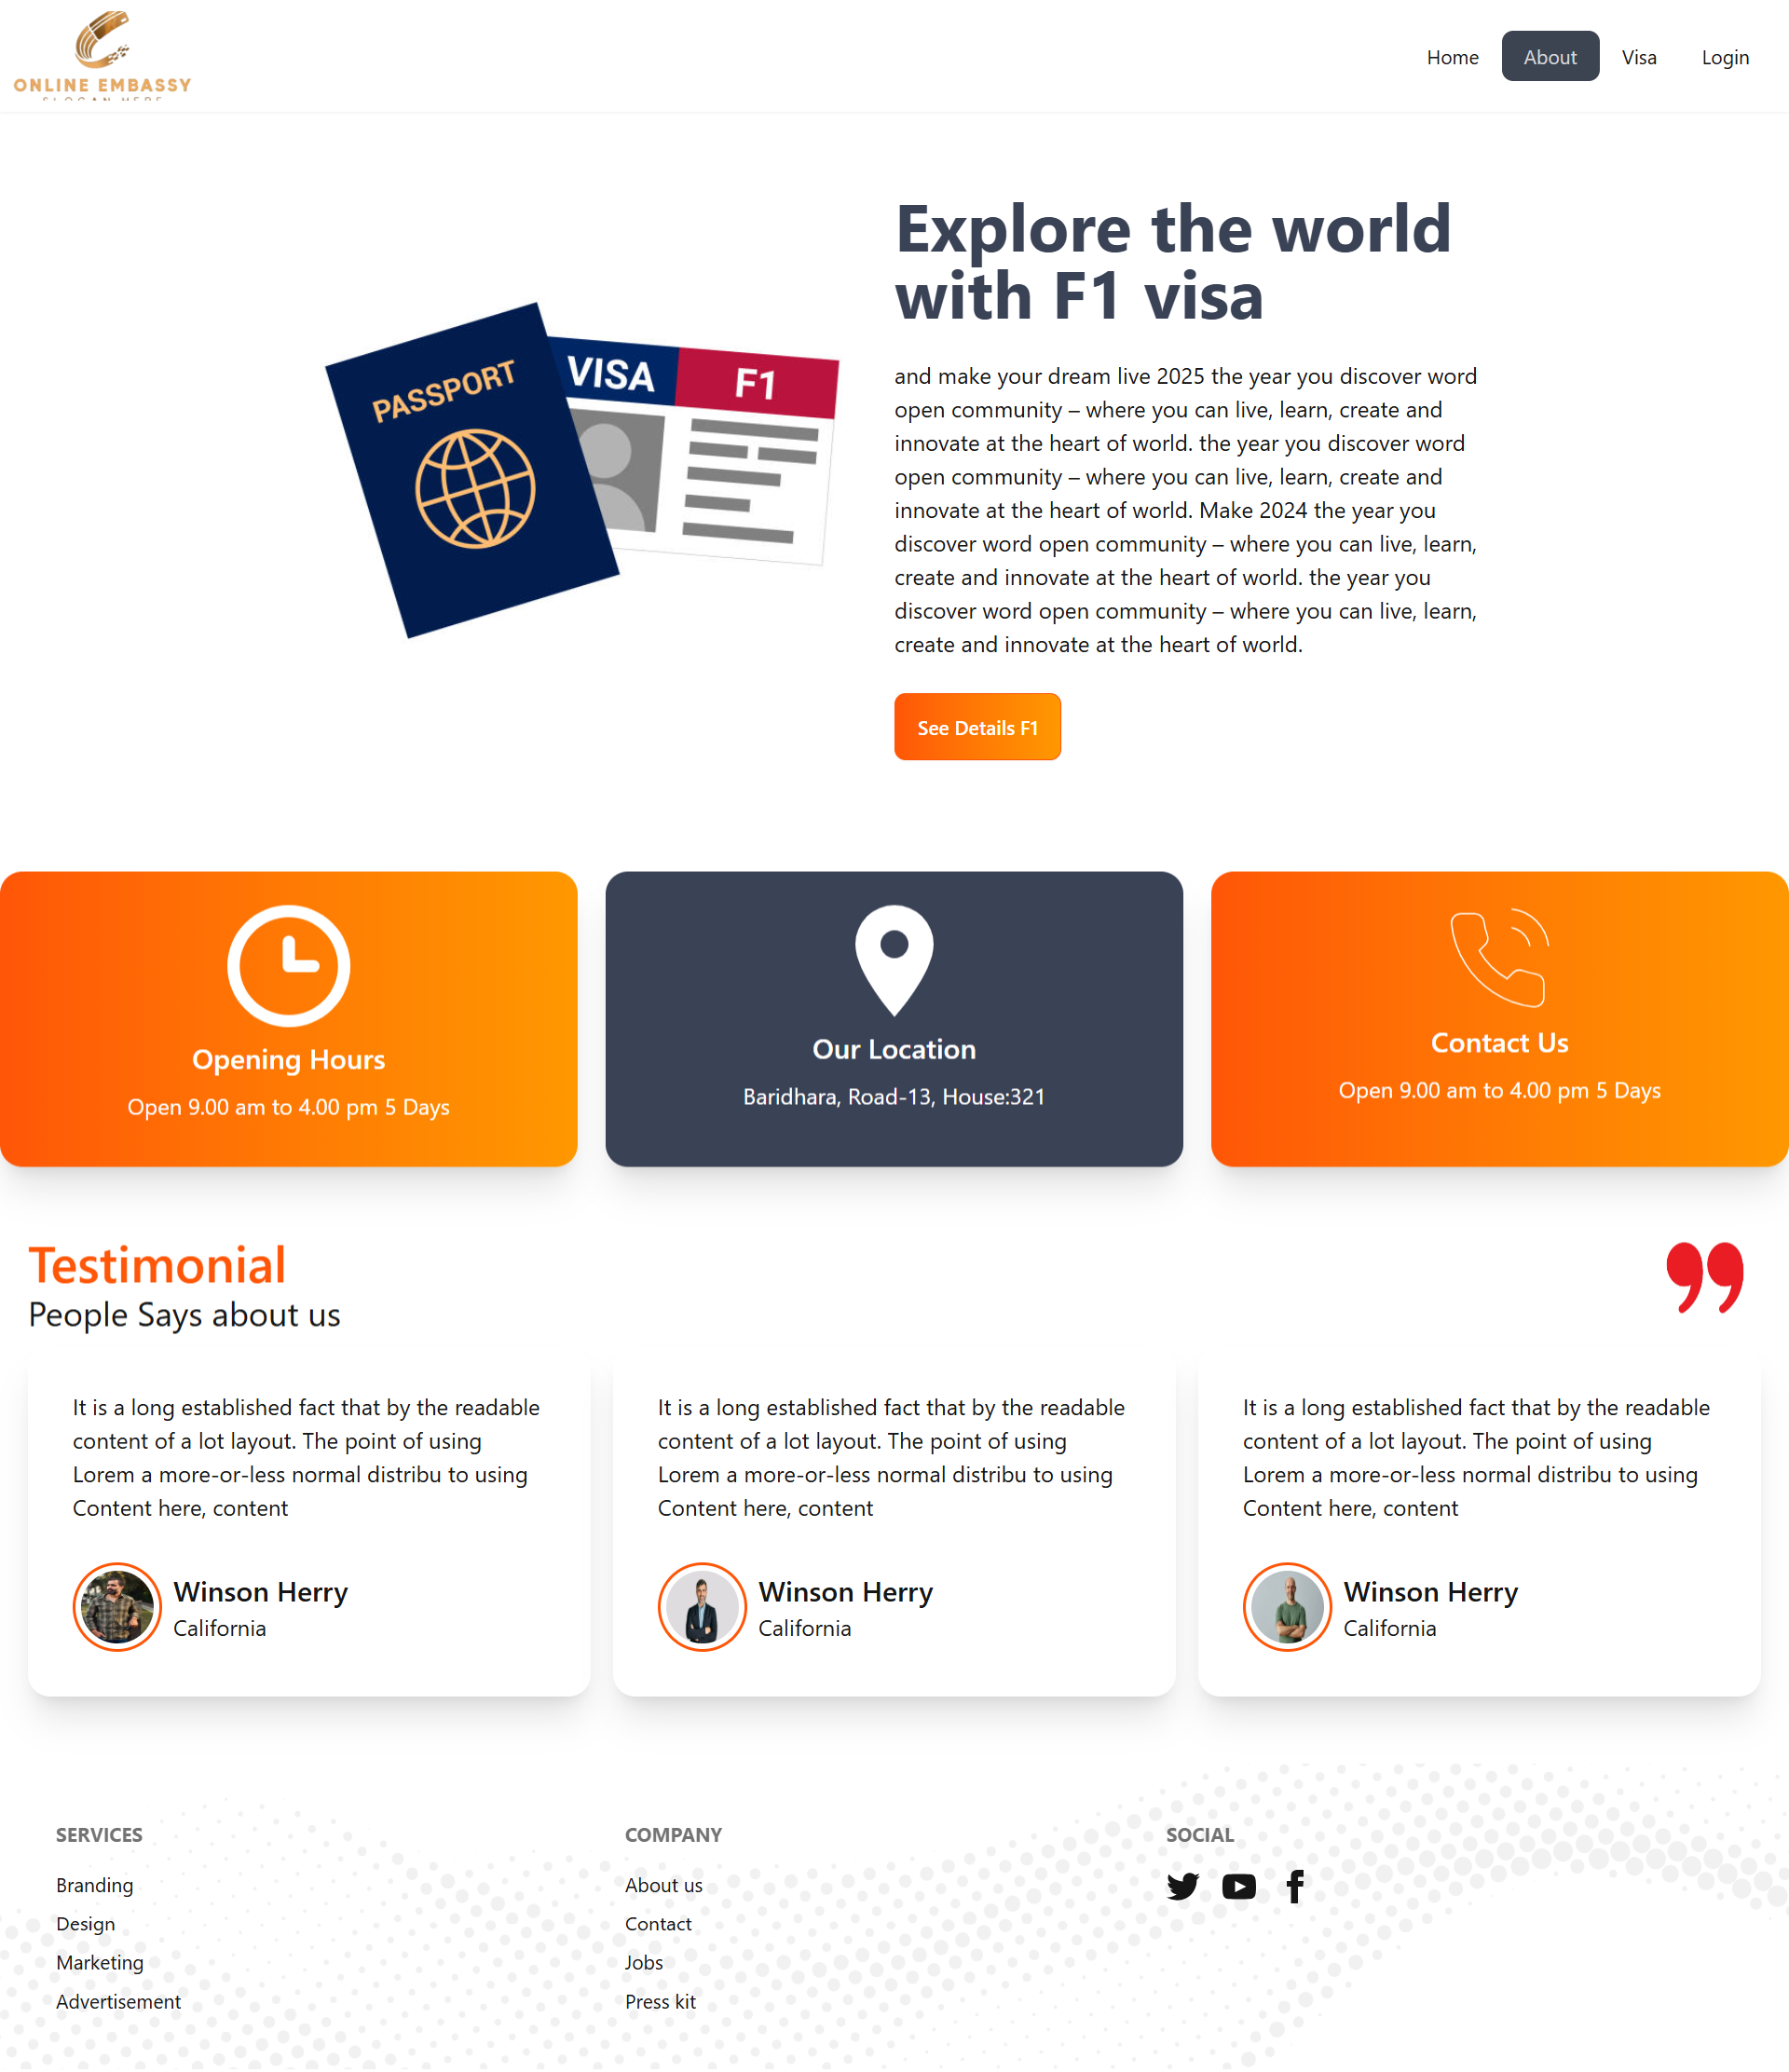 ONLINE EMBASSY
SLOGAN HERE
Home
About
Visa
Login
Explore the world
with F1 visa
PASSPORT
VISA
F1
and make your dream live 2025 the year you discover word
open community – where you can live, learn, create and
innovate at the heart of world. the year you discover word
open community – where you can live, learn, create and
innovate at the heart of world. Make 2024 the year you
discover word open community – where you can live, learn,
create and innovate at the heart of world. the year you
discover word open community – where you can live, learn,
create and innovate at the heart of world.
See Details F1
Opening Hours
Open 9.00 am to 4.00 pm 5 Days
Our Location
Baridhara, Road-13, House:321
Contact Us
Open 9.00 am to 4.00 pm 5 Days
Testimonial
People Says about us
It is a long established fact that by the readable
content of a lot layout. The point of using
Lorem a more-or-less normal distribu to using
Content here, content
Winson Herry
California
It is a long established fact that by the readable
content of a lot layout. The point of using
Lorem a more-or-less normal distribu to using
Content here, content
Winson Herry
California
It is a long established fact that by the readable
content of a lot layout. The point of using
Lorem a more-or-less normal distribu to using
Content here, content
Winson Herry
California
SERVICES
Branding
Design
Marketing
Advertisement
COMPANY
About us
Contact
Jobs
Press kit
SOCIAL